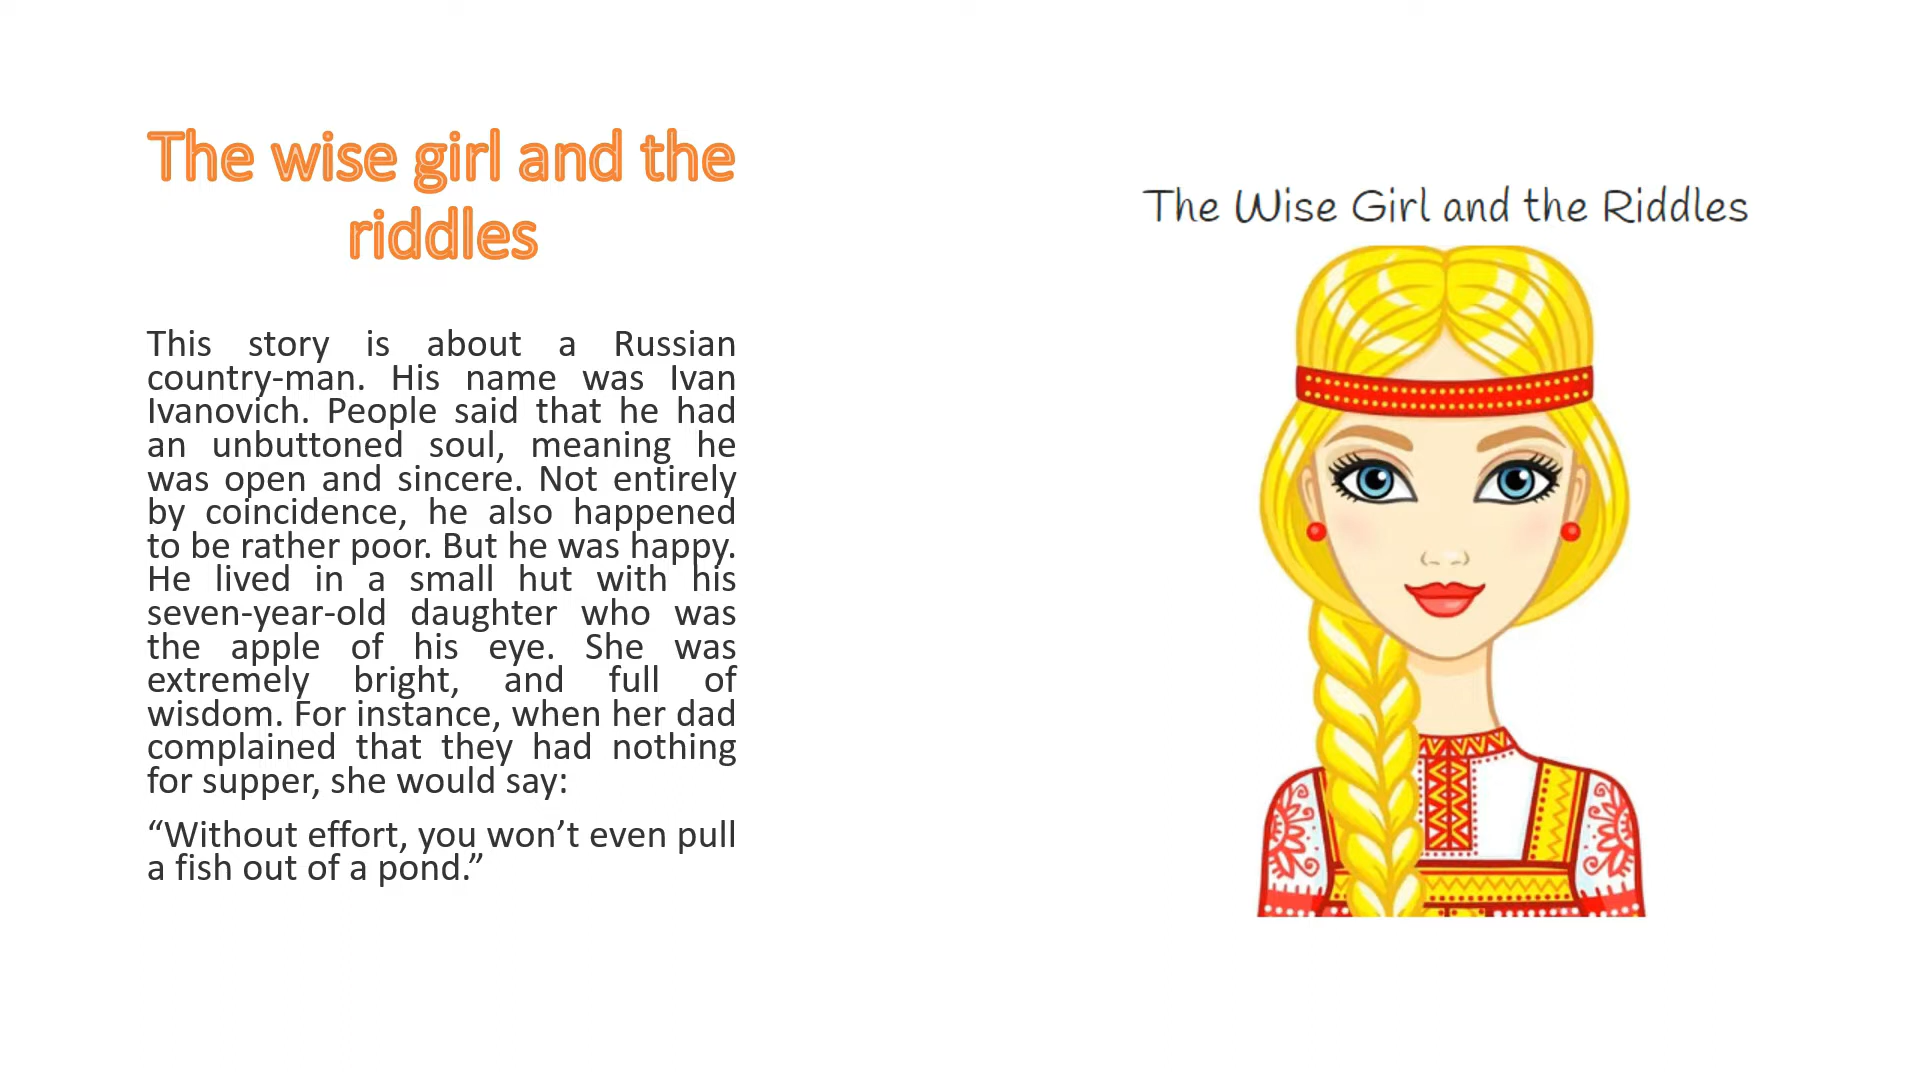 The wise girl and the
riddles
This story is about a Russian
country-man. His name was Ivan
Ivanovich. People said that he had
an unbuttoned soul, meaning he
was open and sincere. Not entirely
by coincidence, he also happened
to be rather poor. But he was happy.
He lived in a small hut with his
seven-year-old daughter who was
the apple of his eye. She was
extremely bright, and full of
wisdom. For instance, when her dad
complained that they had nothing
for supper, she would say:
“Without effort, you won’t even pull
a fish out of a pond.”
The Wise Girl and the Riddles